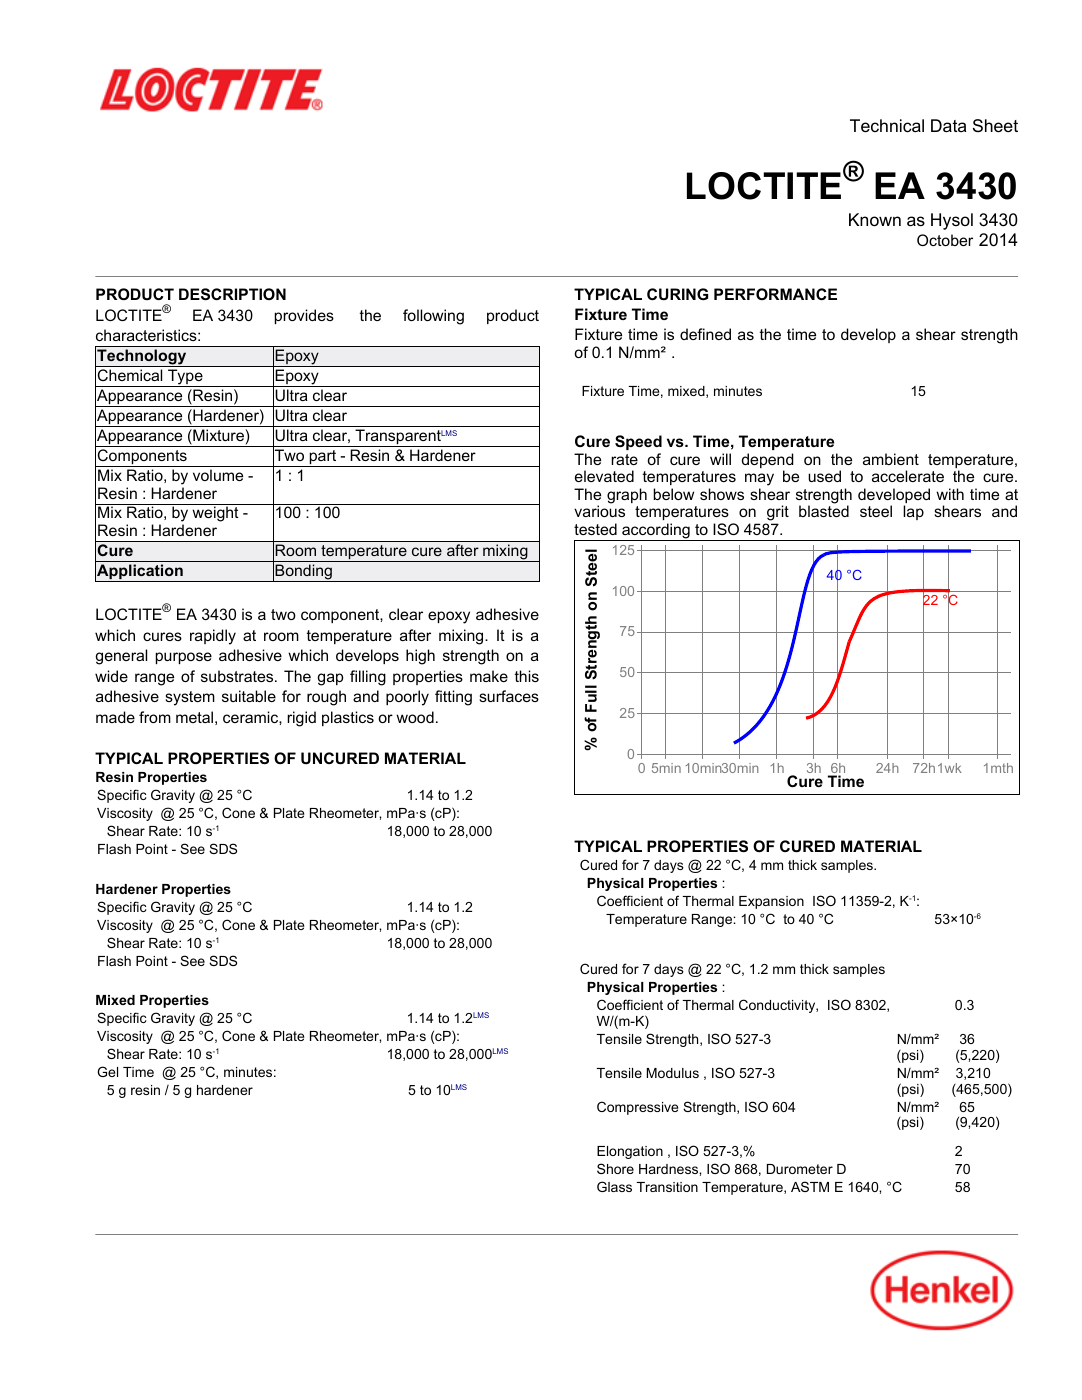 LOCTITE®
Technical Data Sheet
LOCTITE® EA 3430
Known as Hysol 3430
October 2014
PRODUCT DESCRIPTION
LOCTITE® EA 3430 provides the following product
characteristics:
Technology Epoxy
Chemical Type Epoxy
Appearance (Resin) Ultra clear
Appearance (Hardener) Ultra clear
Appearance (Mixture) Ultra clear, TransparentLMS
Components Two part - Resin & Hardener
Mix Ratio, by volume - 1 : 1
Resin : Hardener
Mix Ratio, by weight - 100 : 100
Resin : Hardener
Cure Room temperature cure after mixing
Application Bonding
LOCTITE® EA 3430 is a two component, clear epoxy adhesive
which cures rapidly at room temperature after mixing. It is a
general purpose adhesive which develops high strength on a
wide range of substrates. The gap filling properties make this
adhesive system suitable for rough and poorly fitting surfaces
made from metal, ceramic, rigid plastics or wood.
TYPICAL PROPERTIES OF UNCURED MATERIAL
Resin Properties
Specific Gravity @ 25 °C 1.14 to 1.2
Viscosity @ 25 °C, Cone & Plate Rheometer, mPa·s (cP):
Shear Rate: 10 s-1 18,000 to 28,000
Flash Point - See SDS
Hardener Properties
Specific Gravity @ 25 °C 1.14 to 1.2
Viscosity @ 25 °C, Cone & Plate Rheometer, mPa·s (cP):
Shear Rate: 10 s-1 18,000 to 28,000
Flash Point - See SDS
Mixed Properties
Specific Gravity @ 25 °C 1.14 to 1.2LMS
Viscosity @ 25 °C, Cone & Plate Rheometer, mPa·s (cP):
Shear Rate: 10 s-1 18,000 to 28,000LMS
Gel Time @ 25 °C, minutes:
5 g resin / 5 g hardener 5 to 10LMS
TYPICAL CURING PERFORMANCE
Fixture Time
Fixture time is defined as the time to develop a shear strength
of 0.1 N/mm² .
Fixture Time, mixed, minutes 15
Cure Speed vs. Time, Temperature
The rate of cure will depend on the ambient temperature,
elevated temperatures may be used to accelerate the cure.
The graph below shows shear strength developed with time at
various temperatures on grit blasted steel lap shears and
tested according to ISO 4587.
% of Full Strength on Steel
125
100
75
50
25
0
40 °C
22 °C
0 5min 10min 30min 1h 3h 6h 24h 72h 1wk 1mth
Cure Time
TYPICAL PROPERTIES OF CURED MATERIAL
Cured for 7 days @ 22 °C, 4 mm thick samples.
Physical Properties :
Coefficient of Thermal Expansion ISO 11359-2, K-1:
Temperature Range: 10 °C to 40 °C 53×10-6
Cured for 7 days @ 22 °C, 1.2 mm thick samples
Physical Properties :
Coefficient of Thermal Conductivity, ISO 8302, 0.3
W/(m-K)
Tensile Strength, ISO 527-3 N/mm² 36
(psi) (5,220)
Tensile Modulus , ISO 527-3 N/mm² 3,210
(psi) (465,500)
Compressive Strength, ISO 604 N/mm² 65
(psi) (9,420)
Elongation , ISO 527-3,% 2
Shore Hardness, ISO 868, Durometer D 70
Glass Transition Temperature, ASTM E 1640, °C 58
Henkel